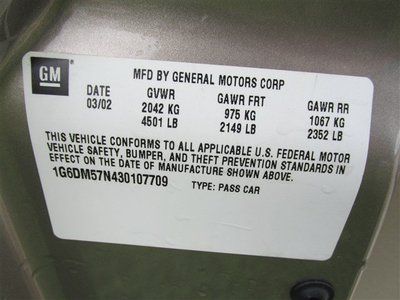 GM
MFD BY GENERAL MOTORS CORP
DATE GVWR GAWR FRT GAWR RR
03/02 2042 KG 975 KG 1067 KG
4501 LB 2149 LB 2352 LB
THIS VEHICLE CONFORMS TO ALL APPLICABLE U.S. FEDERAL MOTOR
VEHICLE SAFETY, BUMPER, AND THEFT PREVENTION STANDARDS IN
EFFECT ON THE DATE OF MANUFACTURE SHOWN ABOVE.
1G6DM57N430107709 TYPE: PASS CAR